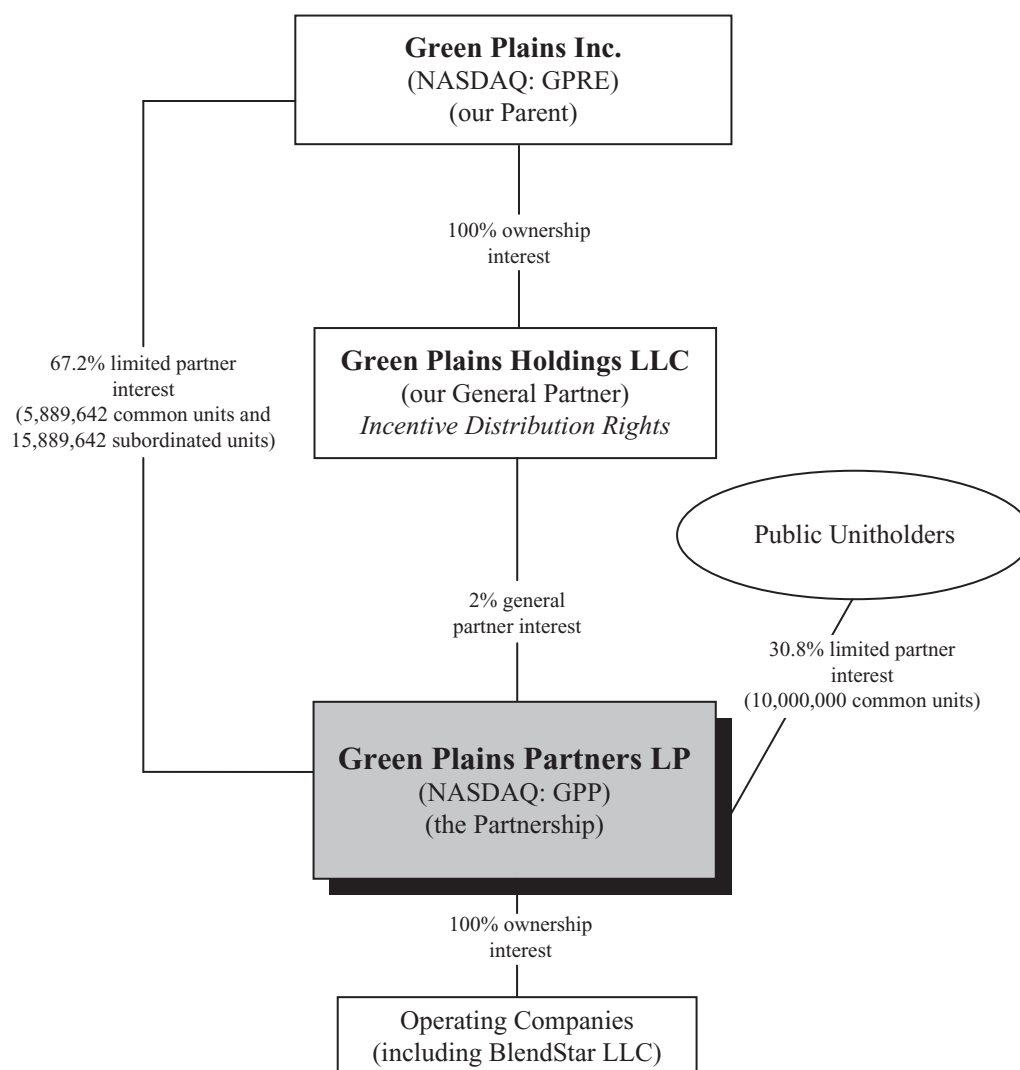 Green Plains Inc.
(NASDAQ: GPRE)
(our Parent)
100% ownership
interest
67.2% limited partner
interest
(5,889,642 common units and
15,889,642 subordinated units)
Green Plains Holdings LLC
(our General Partner)
Incentive Distribution Rights
Public Unitholders
2% general
partner interest
30.8% limited partner
interest
(10,000,000 common units)
Green Plains Partners LP
(NASDAQ: GPP)
(the Partnership)
100% ownership
interest
Operating Companies
(including BlendStar LLC)